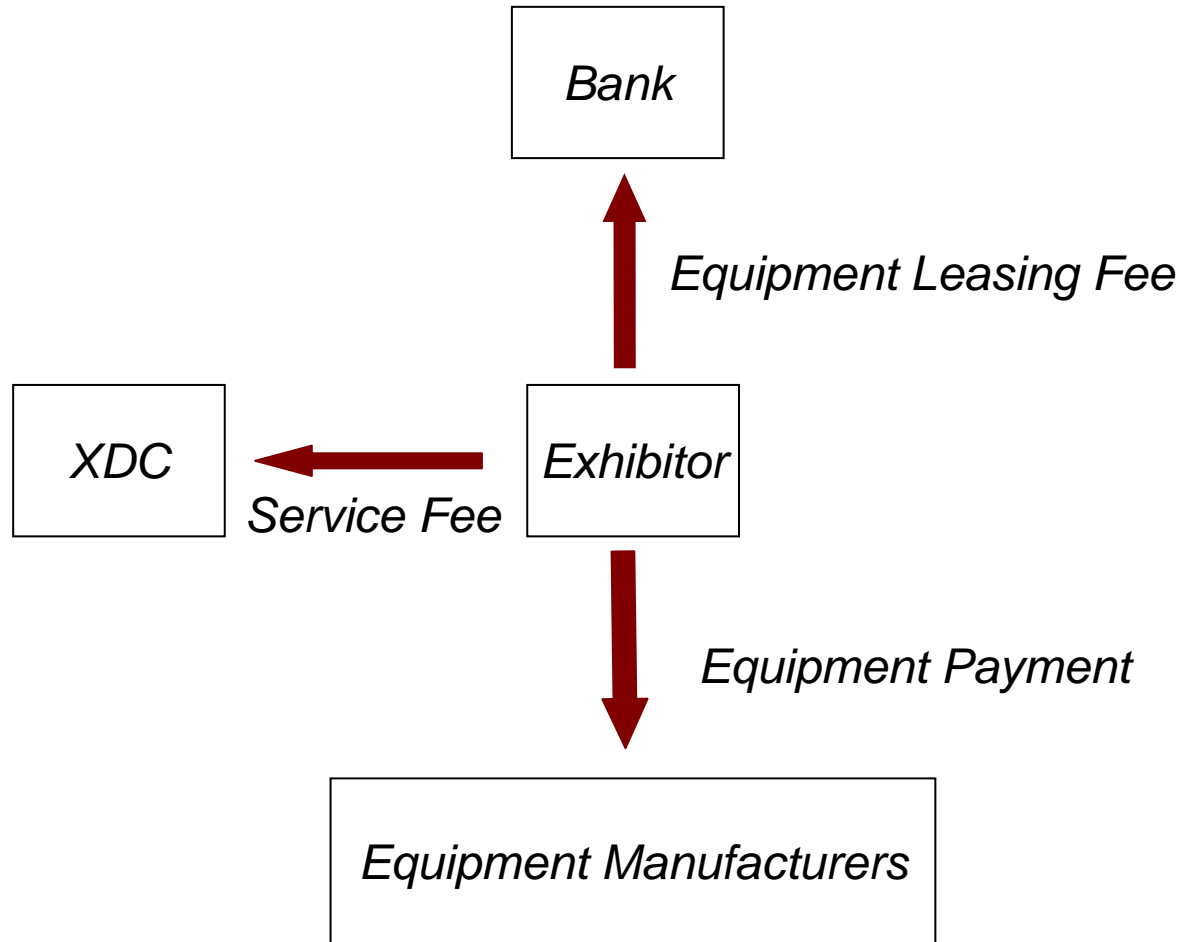 Bank
Equipment Leasing Fee
XDC
Exhibitor
Service Fee
Equipment Payment
Equipment Manufacturers